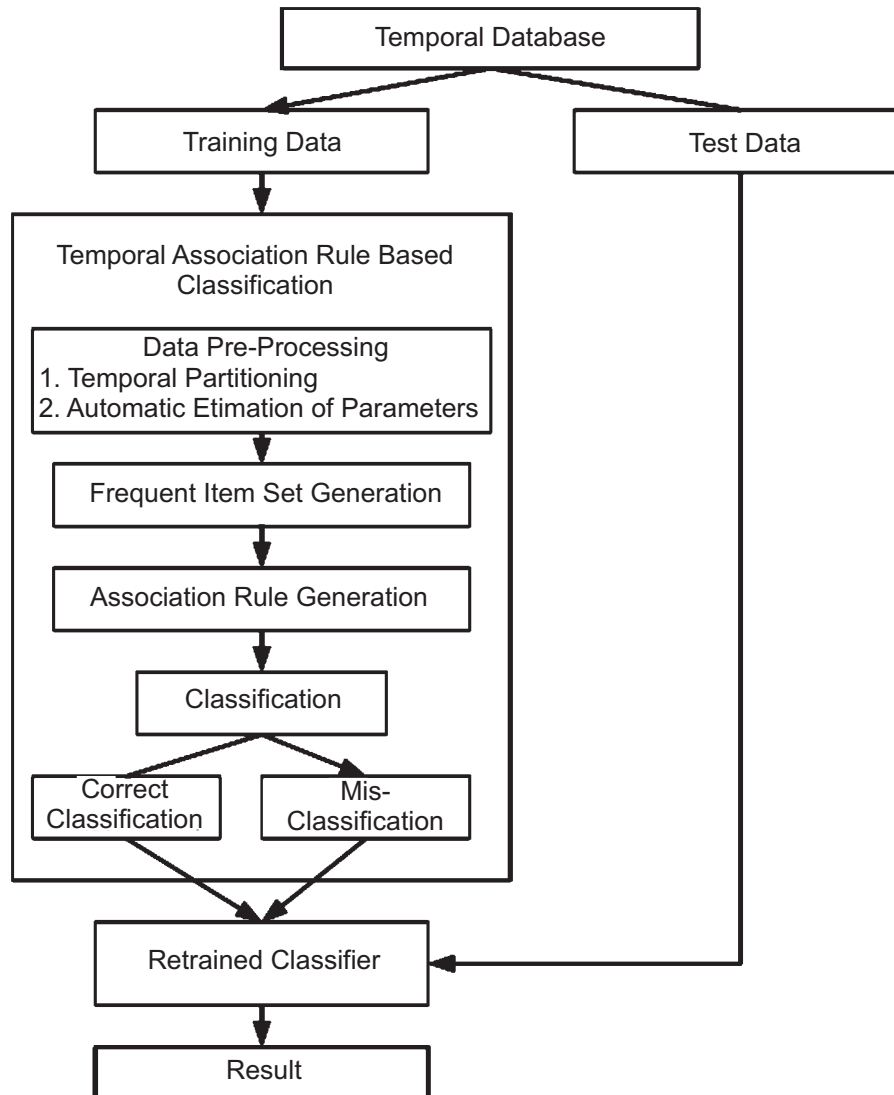 Temporal Database
Training Data
Test Data
Temporal Association Rule Based
Classification
Data Pre-Processing
1. Temporal Partitioning
2. Automatic Etimation of Parameters
Frequent Item Set Generation
Association Rule Generation
Classification
Correct
Classification
Mis-
Classification
Retrained Classifier
Result